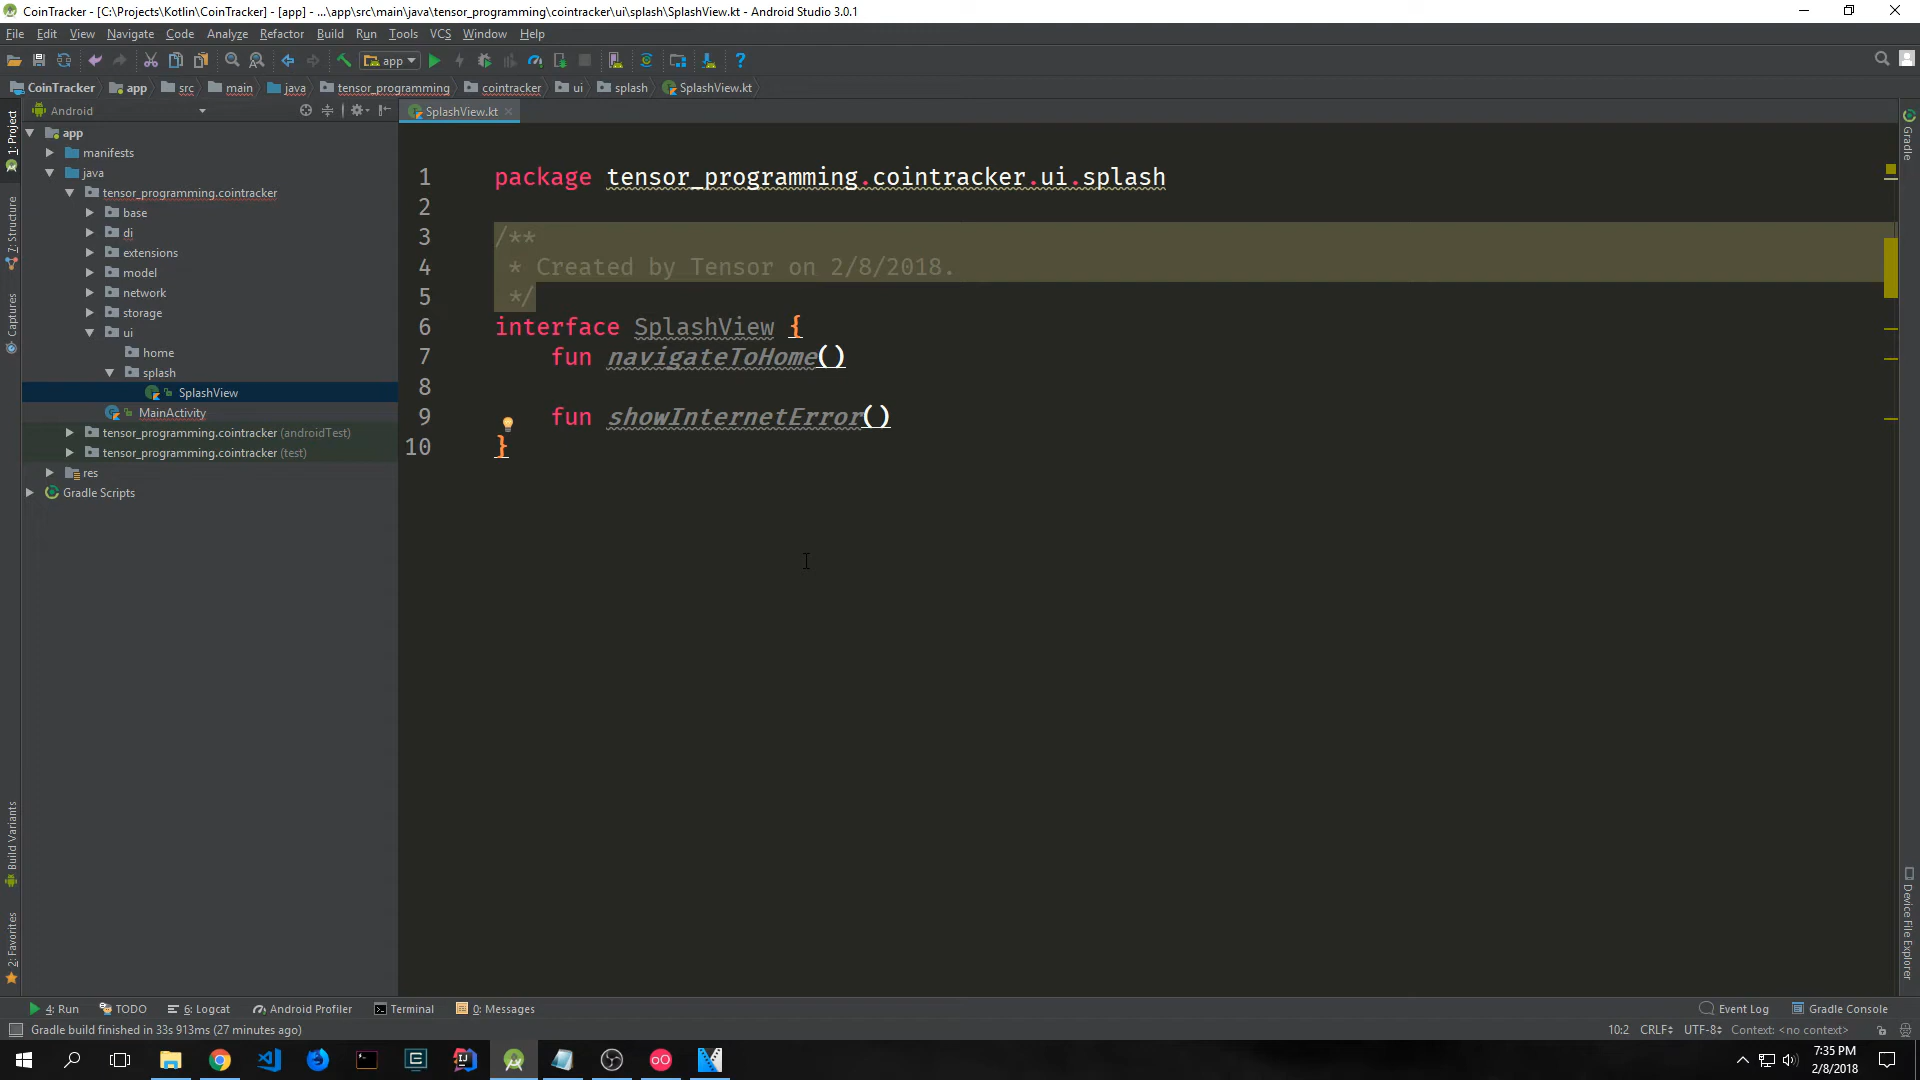 CoinTracker - [C:\Projects\Kotlin\CoinTracker] - [app] - ...\app\src\main\java\tensor_programming\cointracker\ui\splash\SplashView.kt - Android Studio 3.0.1
File Edit View Navigate Code Analyze Refactor Build Run Tools VCS Window Help
app
CoinTracker app src main java tensor_programming cointracker ui splash SplashView.kt
Android
SplashView.kt
1: Project
7: Structure
Captures
Build Variants
2: Favorites
app
manifests
java
tensor_programming.cointracker
base
di
extensions
model
network
storage
ui
home
splash
SplashView
MainActivity
tensor_programming.cointracker (androidTest)
tensor_programming.cointracker (test)
res
Gradle Scripts
1 package tensor_programming.cointracker.ui.splash
2
3 /**
4 * Created by Tensor on 2/8/2018.
5 */
6 interface SplashView {
7 fun navigateToHome()
8
9 fun showInternetError()
10 }
Gradle
Device File Explorer
4: Run TODO 6: Logcat Android Profiler Terminal 0: Messages Event Log Gradle Console
Gradle build finished in 33s 913ms (27 minutes ago) 10:2 CRLF UTF-8 Context: <no context>
7:35 PM
2/8/2018